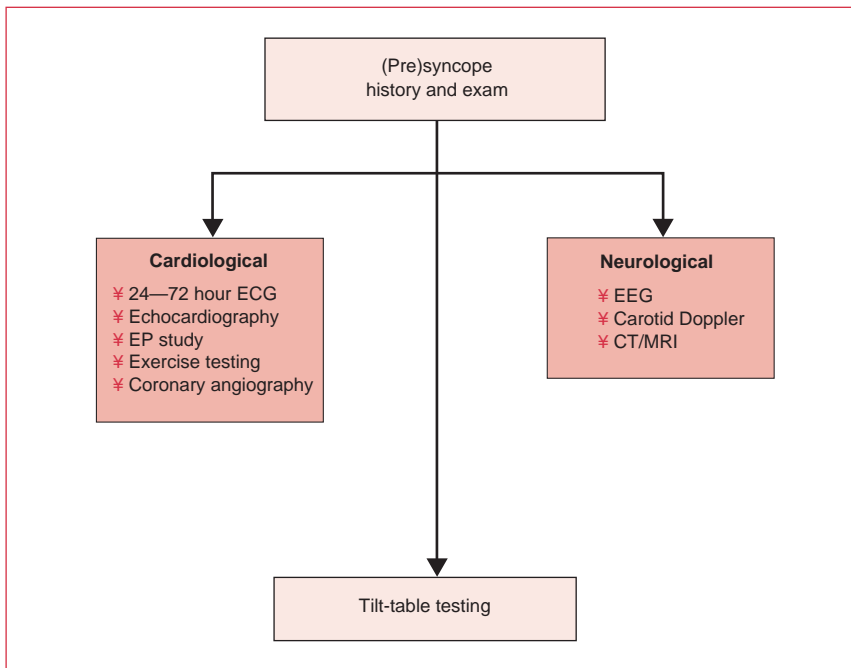 (Pre)syncope
history and exam
Cardiological
¥ 24—72 hour ECG
¥ Echocardiography
¥ EP study
¥ Exercise testing
¥ Coronary angiography
Neurological
¥ EEG
¥ Carotid Doppler
¥ CT/MRI
Tilt-table testing